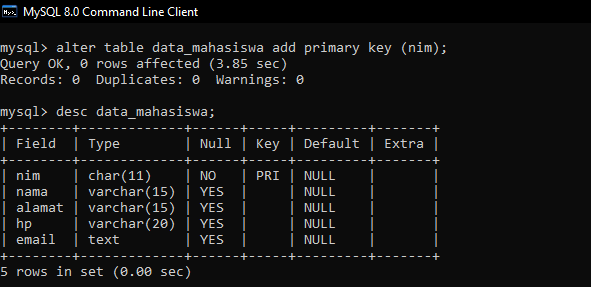 MySQL 8.0 Command Line Client
mysql> alter table data_mahasiswa add primary key (nim);
Query OK, 0 rows affected (3.85 sec)
Records: 0  Duplicates: 0  Warnings: 0
mysql> desc data_mahasiswa;
+--------+-------------+------+-----+---------+-------+
| Field  | Type        | Null | Key | Default | Extra |
+--------+-------------+------+-----+---------+-------+
| nim    | char(11)    | NO   | PRI | NULL    |       |
| nama   | varchar(15) | YES  |     | NULL    |       |
| alamat | varchar(15) | YES  |     | NULL    |       |
| hp     | varchar(20) | YES  |     | NULL    |       |
| email  | text        | YES  |     | NULL    |       |
+--------+-------------+------+-----+---------+-------+
5 rows in set (0.00 sec)